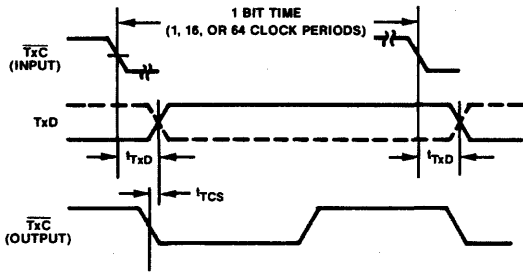 1 BIT TIME
(1, 16, OR 64 CLOCK PERIODS)
TxC
(INPUT)
TxD
tTxD
tTxD
tTCS
TxC
(OUTPUT)